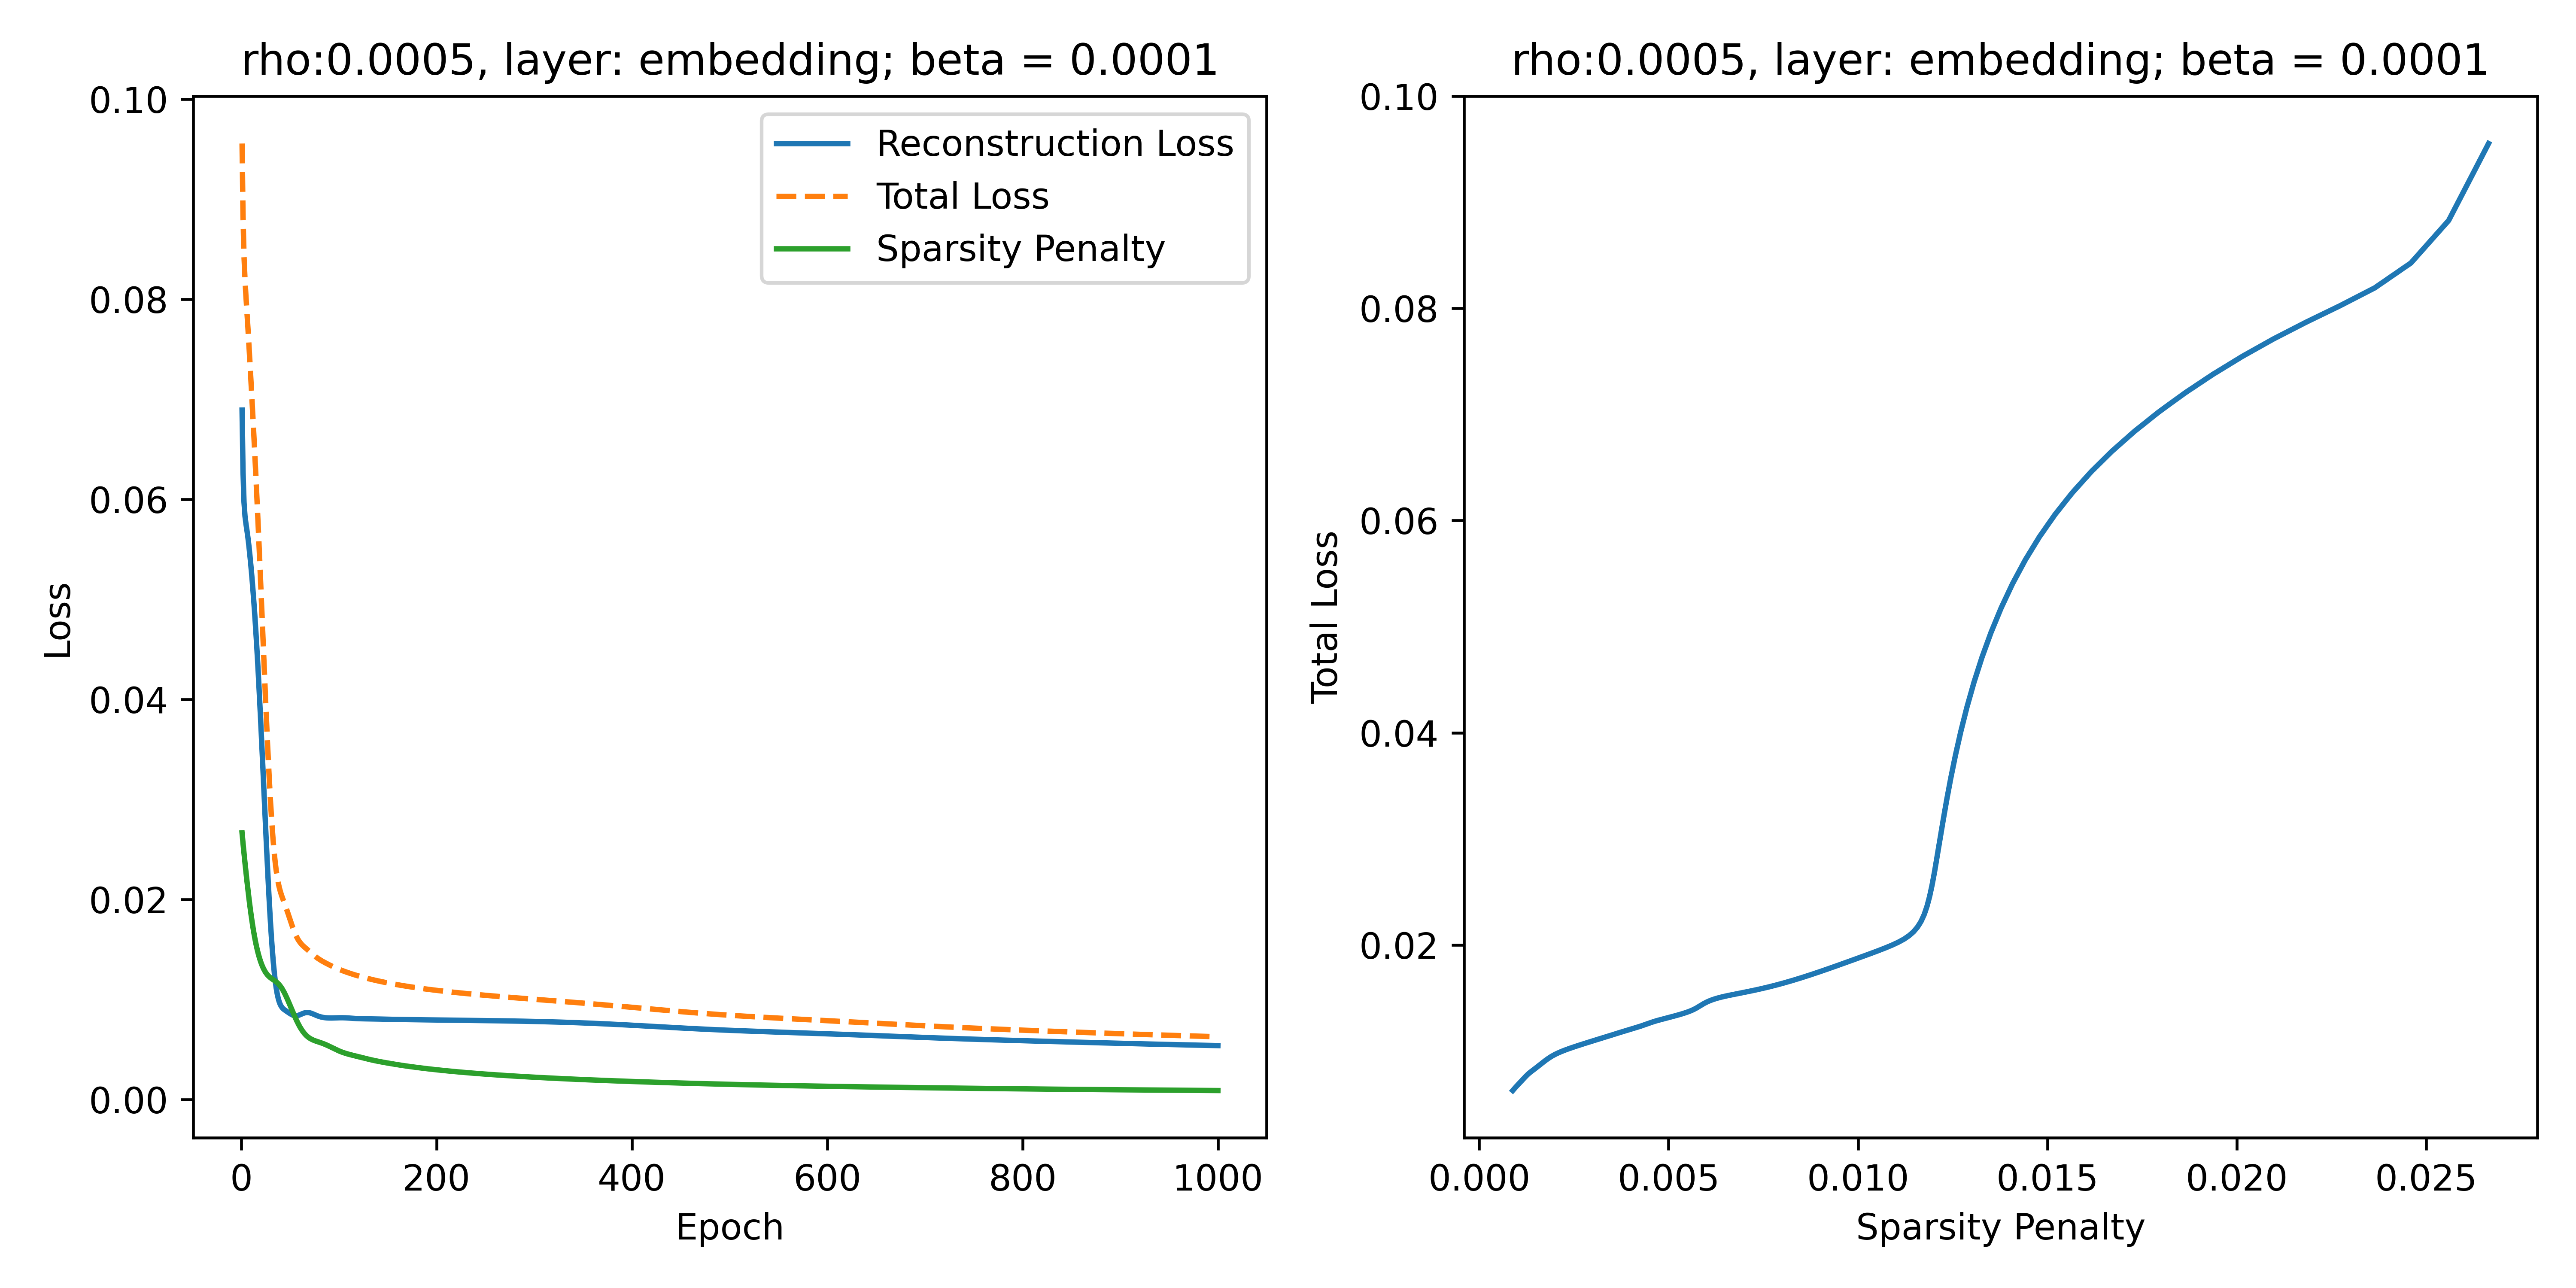 rho:0.0005, layer: embedding; beta = 0.0001
0.10
0.08
0.06
0.04
0.02
0.00
Loss
Reconstruction Loss
Total Loss
Sparsity Penalty
0 200 400 600 800 1000
Epoch
rho:0.0005, layer: embedding; beta = 0.0001
0.10
0.08
0.06
0.04
0.02
Total Loss
0.000 0.005 0.010 0.015 0.020 0.025
Sparsity Penalty